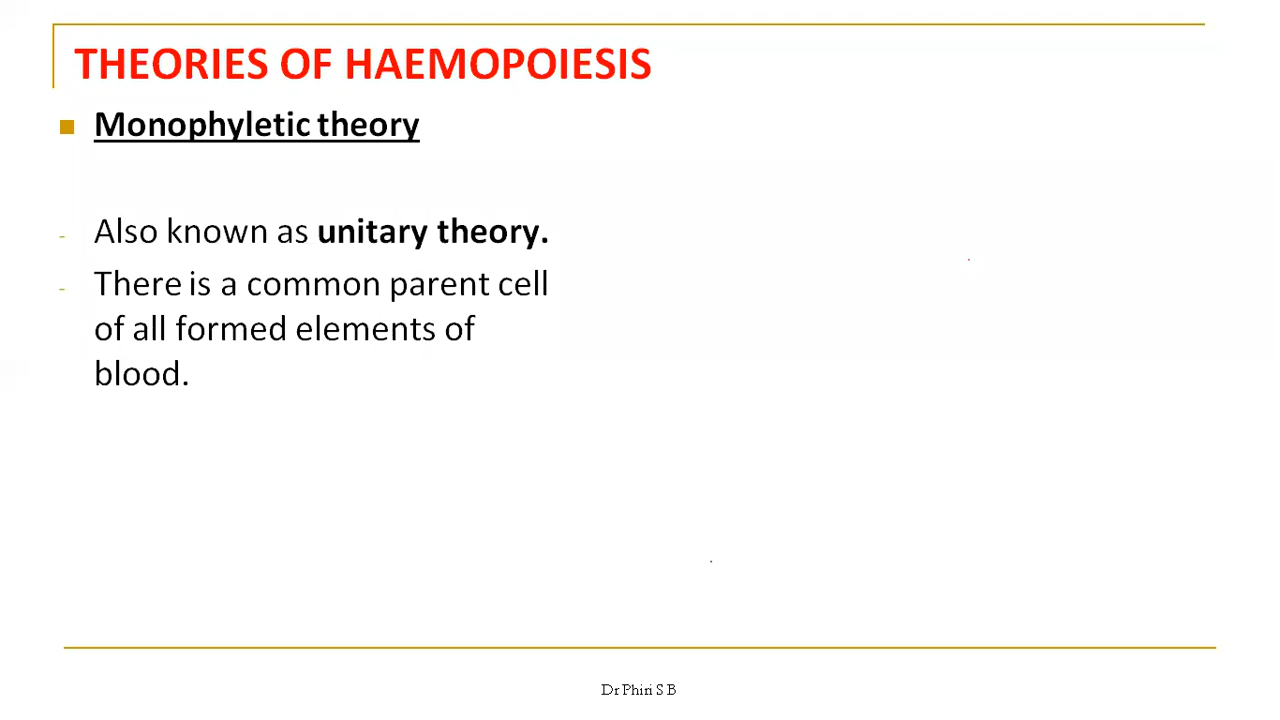 THEORIES OF HAEMOPOIESIS
Monophyletic theory
- Also known as unitary theory.
- There is a common parent cell
of all formed elements of
blood.
Dr Phiri S B